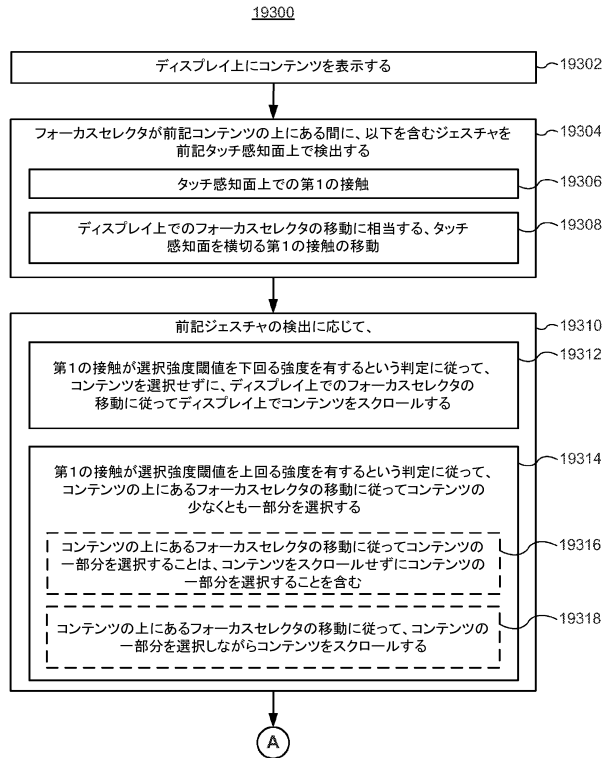 19300
ディスプレイ上にコンテンツを表示する
19302
フォーカスセレクタが前記コンテンツの上にある間に、以下を含むジェスチャを
前記タッチ感知面上で検出する
19304
タッチ感知面上での第1の接触
19306
ディスプレイ上でのフォーカスセレクタの移動に相当する、タッチ
感知面を横切る第1の接触の移動
19308
前記ジェスチャの検出に応じて、
19310
第1の接触が選択強度閾値を下回る強度を有するという判定に従って、
コンテンツを選択せずに、ディスプレイ上でのフォーカスセレクタの
移動に従ってディスプレイ上でコンテンツをスクロールする
19312
第1の接触が選択強度閾値を上回る強度を有するという判定に従って、
コンテンツの上にあるフォーカスセレクタの移動に従ってコンテンツの
少なくとも一部分を選択する
19314
コンテンツの上にあるフォーカスセレクタの移動に従ってコンテンツの
一部分を選択することは、コンテンツをスクロールせずにコンテンツの
一部分を選択することを含む
19316
コンテンツの上にあるフォーカスセレクタの移動に従って、コンテンツの
一部分を選択しながらコンテンツをスクロールする
19318
A